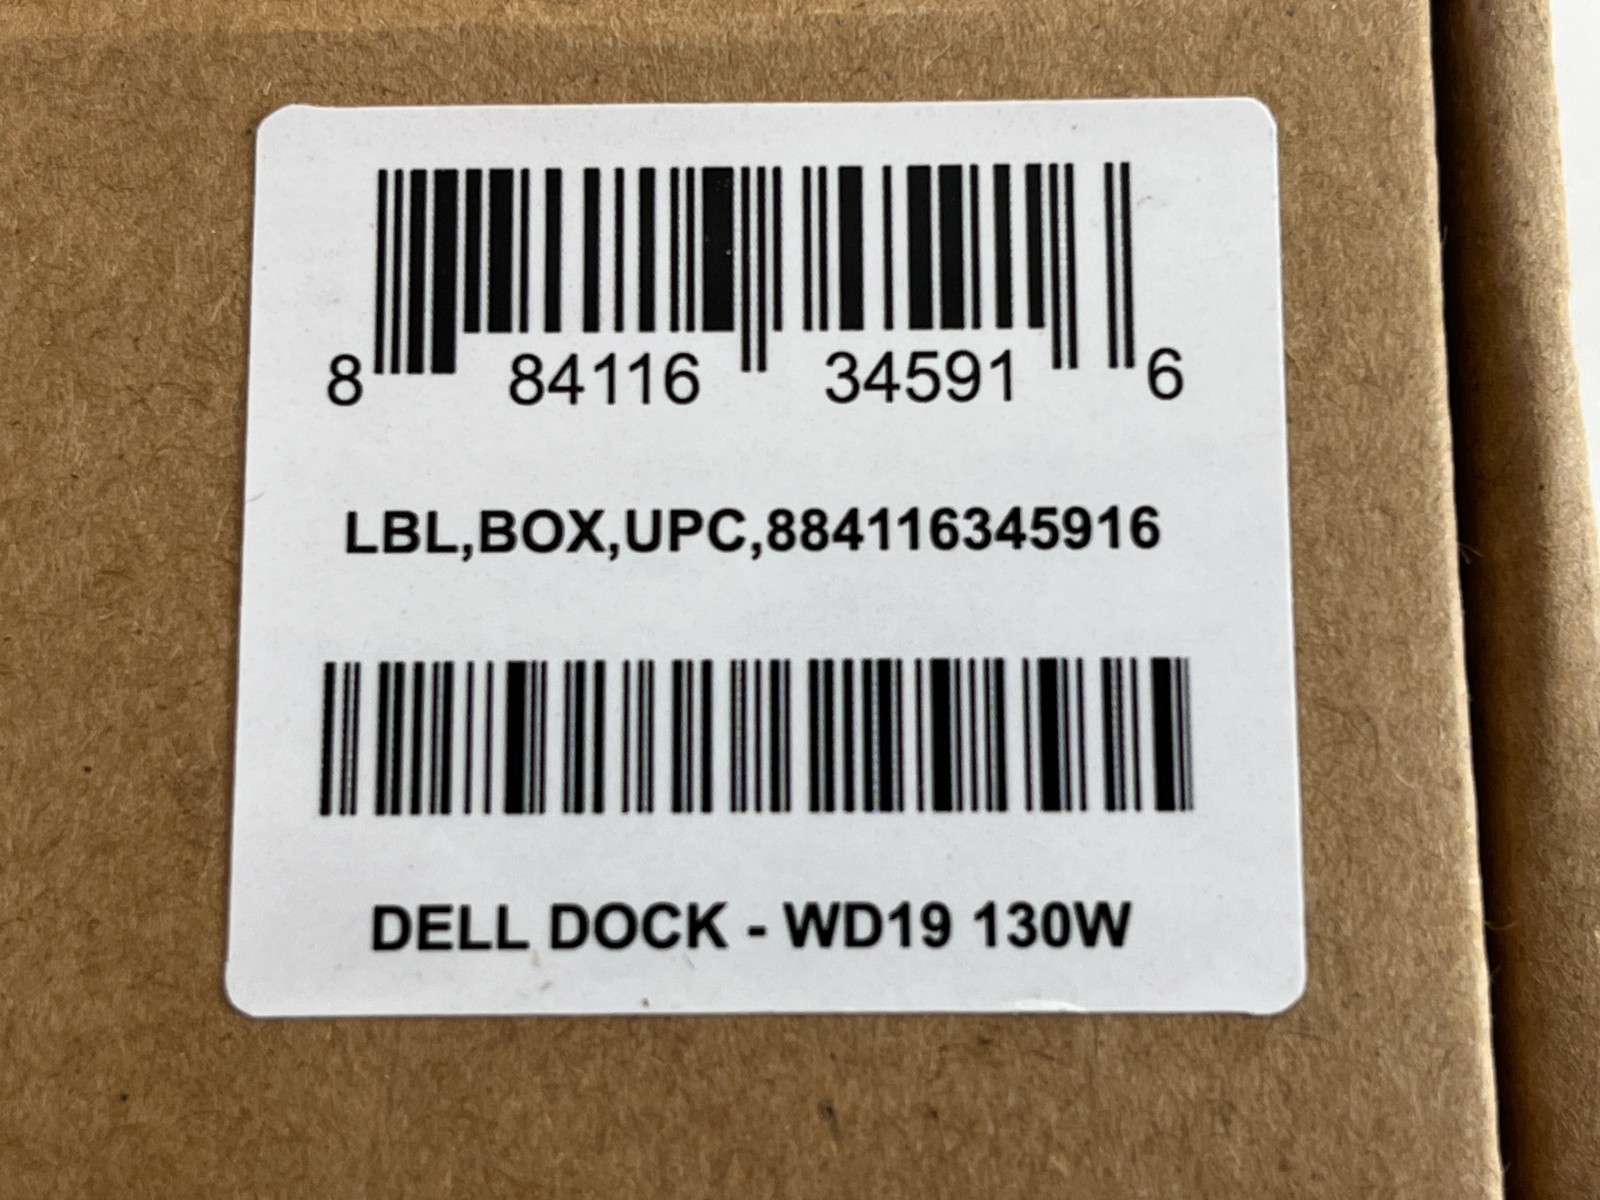 8 84116 34591 6
LBL,BOX,UPC,884116345916
DELL DOCK - WD19 130W